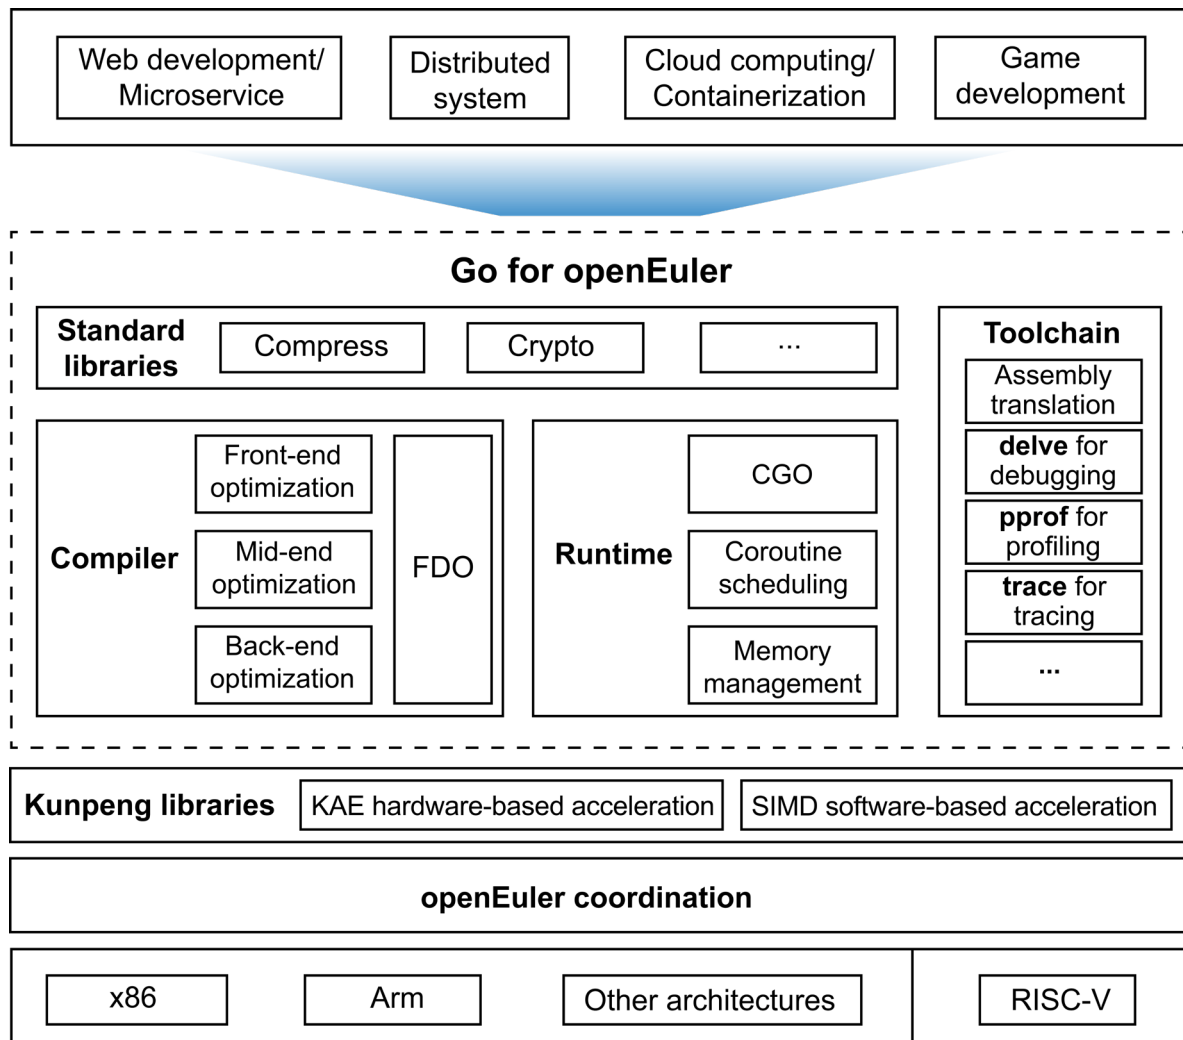 Web development/
Microservice
Distributed
system
Cloud computing/
Containerization
Game
development
Go for openEuler
Standard
libraries
Compress
Crypto
...
Toolchain
Assembly
translation
delve for
debugging
pprof for
profiling
trace for
tracing
...
Compiler
Front-end
optimization
Mid-end
optimization
Back-end
optimization
FDO
Runtime
CGO
Coroutine
scheduling
Memory
management
Kunpeng libraries
KAE hardware-based acceleration
SIMD software-based acceleration
openEuler coordination
x86
Arm
Other architectures
RISC-V